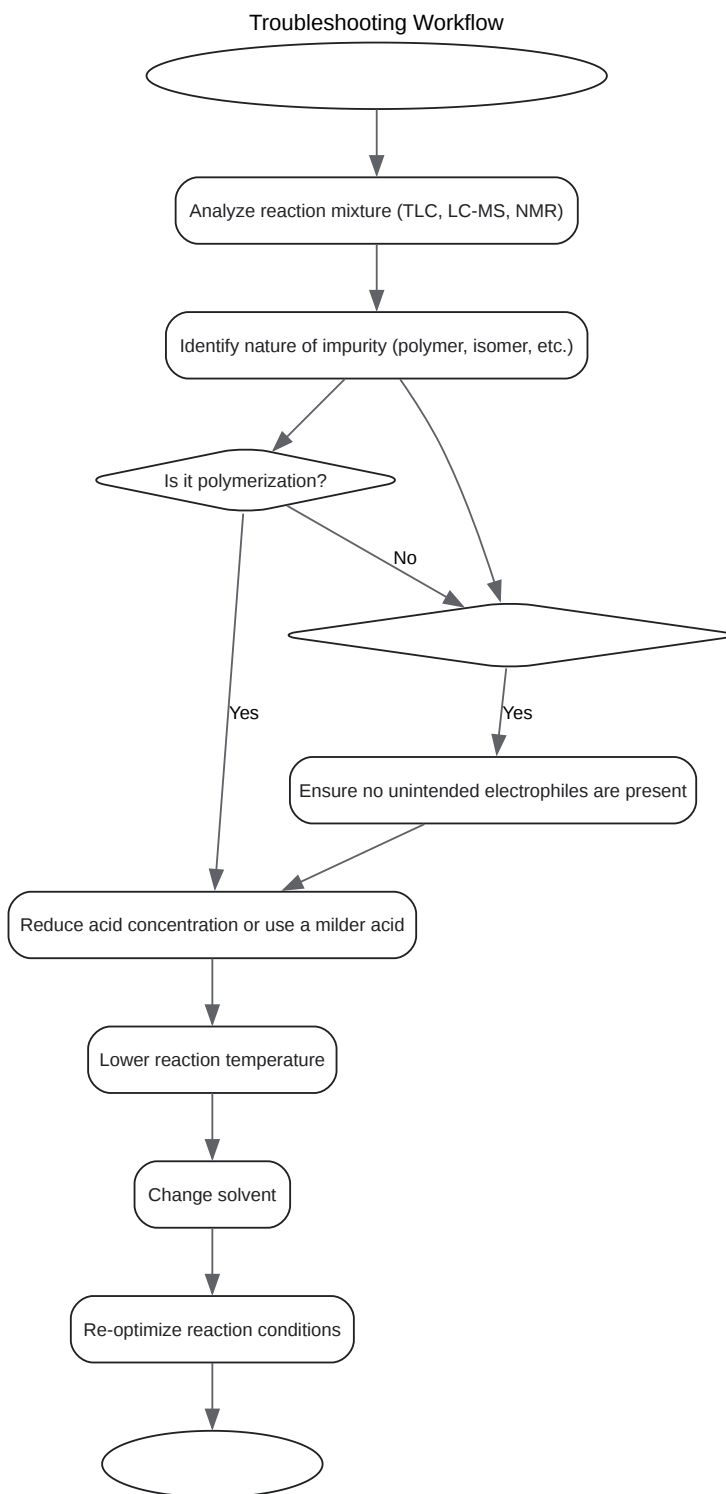 Troubleshooting Workflow
Analyze reaction mixture (TLC, LC-MS, NMR)
Identify nature of impurity (polymer, isomer, etc.)
Is it polymerization?
No
Yes
Yes
Ensure no unintended electrophiles are present
Reduce acid concentration or use a milder acid
Lower reaction temperature
Change solvent
Re-optimize reaction conditions